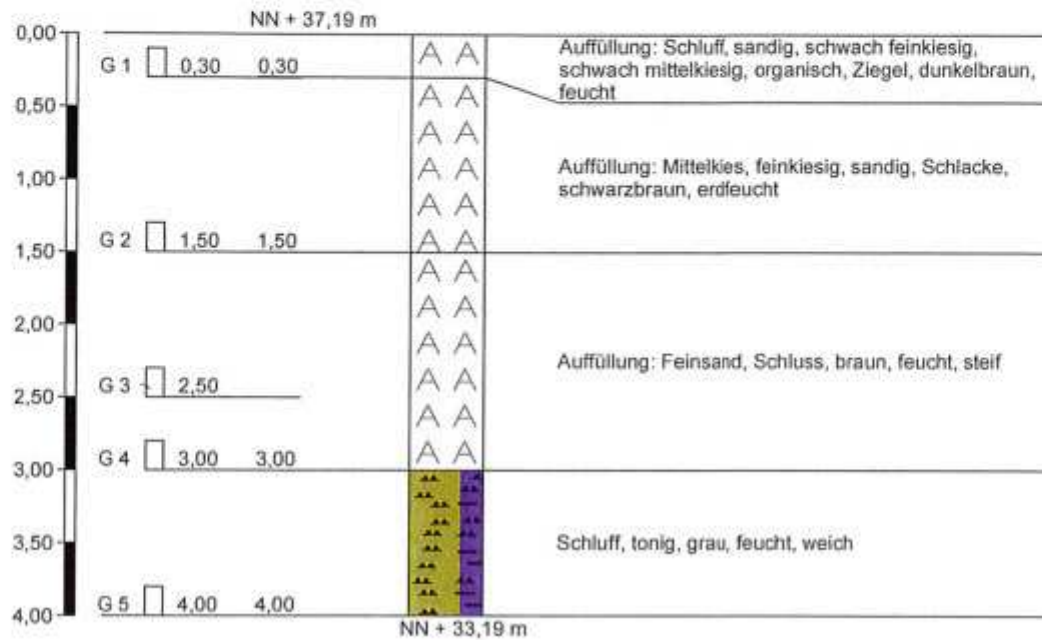 NN + 37,19 m
0,00
Auffüllung: Schluff, sandig, schwach feinkiesig,
schwach mittelkiesig, organisch, Ziegel, dunkelbraun,
feucht
G 1 0,30 0,30
0,50
1,00
Auffüllung: Mittelkies, feinkiesig, sandig, Schlacke,
schwarzbraun, erdfeucht
G 2 1,50 1,50
1,50
2,00
Auffüllung: Feinsand, Schluss, braun, feucht, steif
G 3 2,50
2,50
G 4 3,00 3,00
3,00
3,50
Schluff, tonig, grau, feucht, weich
G 5 4,00 4,00
4,00
NN + 33,19 m